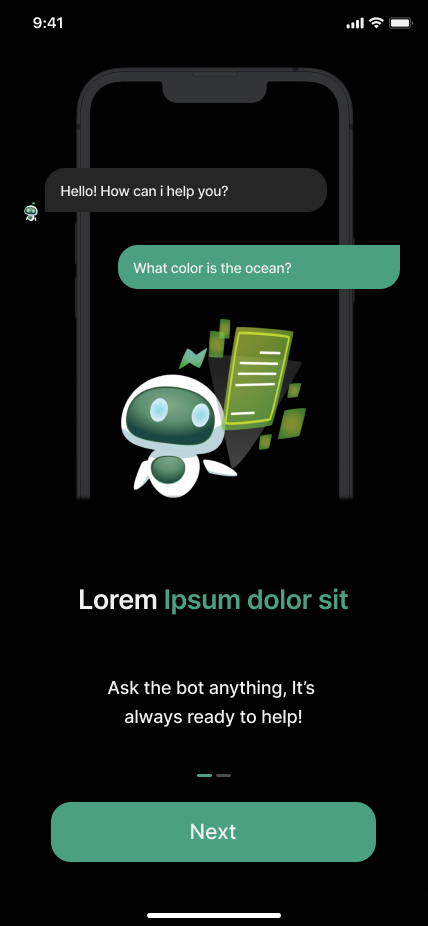 9:41
Hello! How can i help you?
What color is the ocean?
Lorem Ipsum dolor sit
Ask the bot anything, It’s
always ready to help!
Next